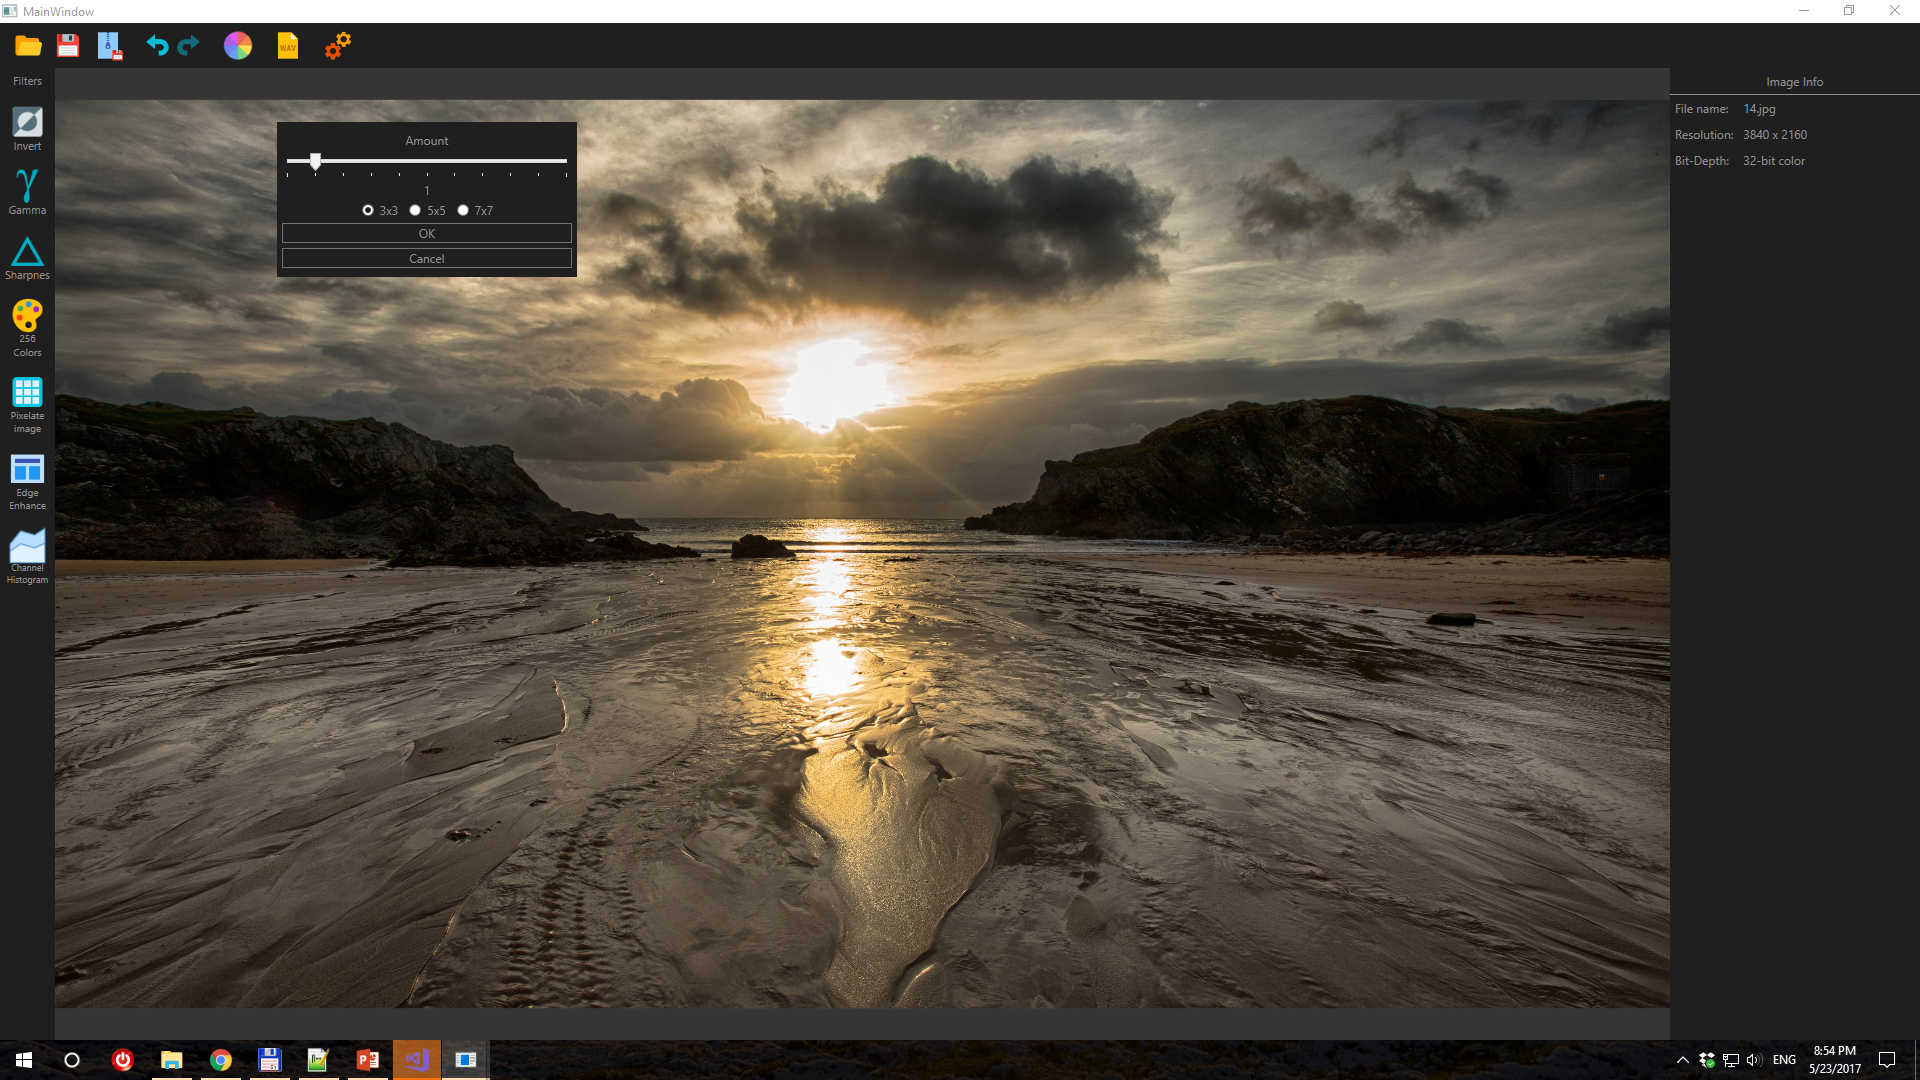 MainWindow
WAV
Filters
Invert
Gamma
Sharpnes
256
Colors
Pixelate
image
Edge
Enhance
Channel
Histogram
Amount
1
3x3 5x5 7x7
OK
Cancel
Image Info
File name: 14.jpg
Resolution: 3840 x 2160
Bit-Depth: 32-bit color
ENG
8:54 PM
5/23/2017